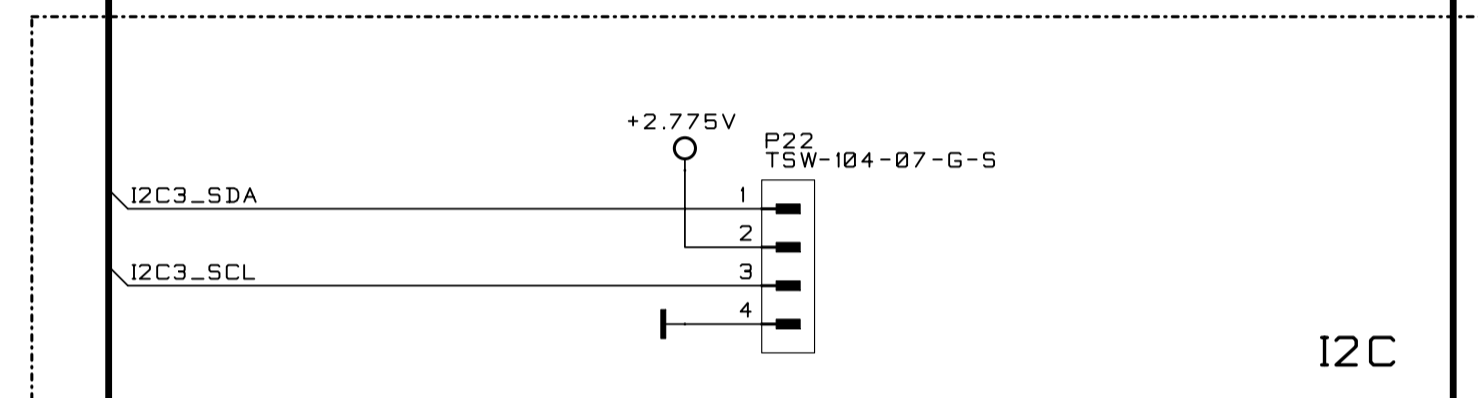 +2.775V
P22
TSW-104-07-G-S
I2C3_SDA
1
2
I2C3_SCL
3
4
I2C